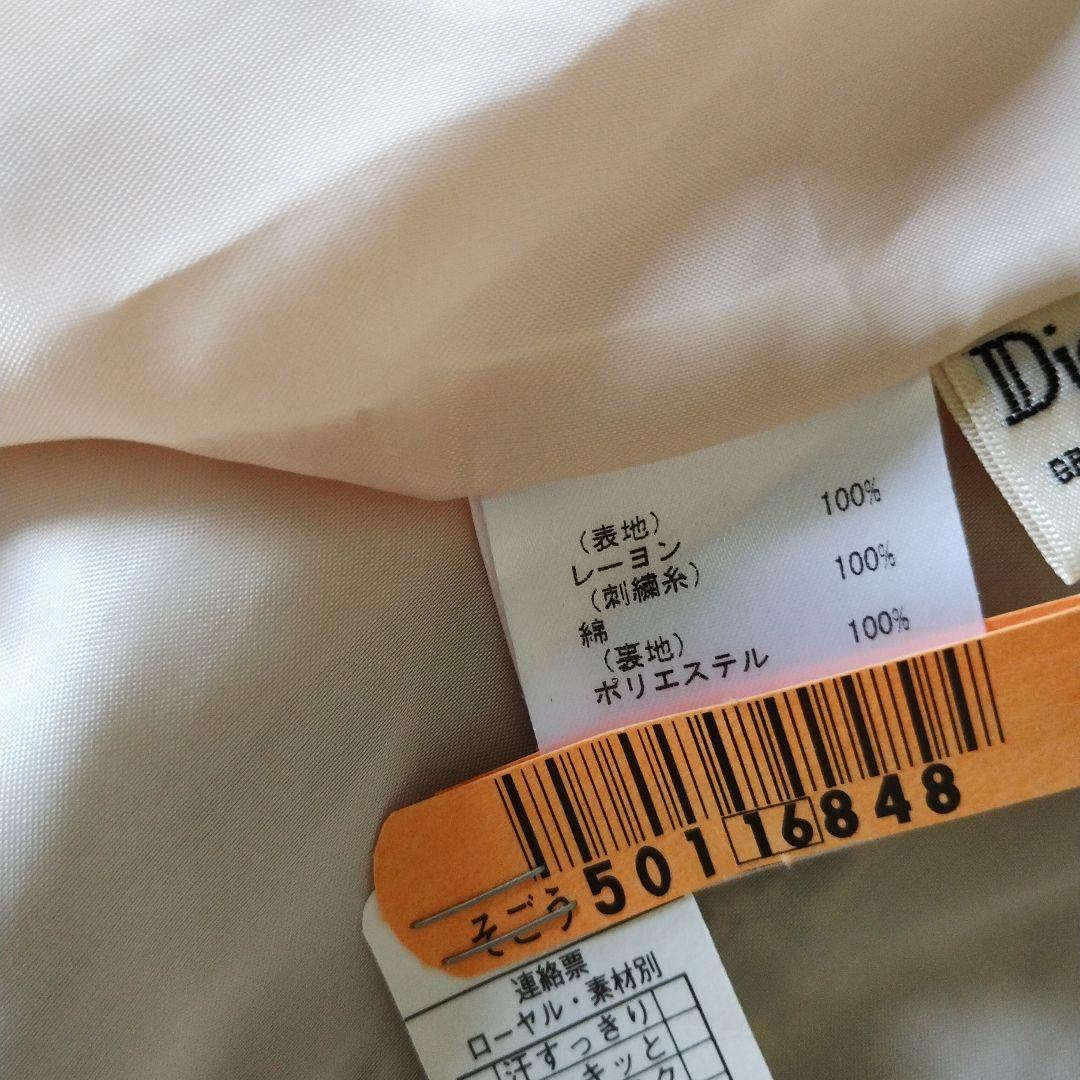 (表地)
レーヨン 100%
(刺繍糸)
綿 100%
(裏地)
ポリエステル 100%
そごう 501 16848
連絡票
ローヤル・素材別
汗すっきり